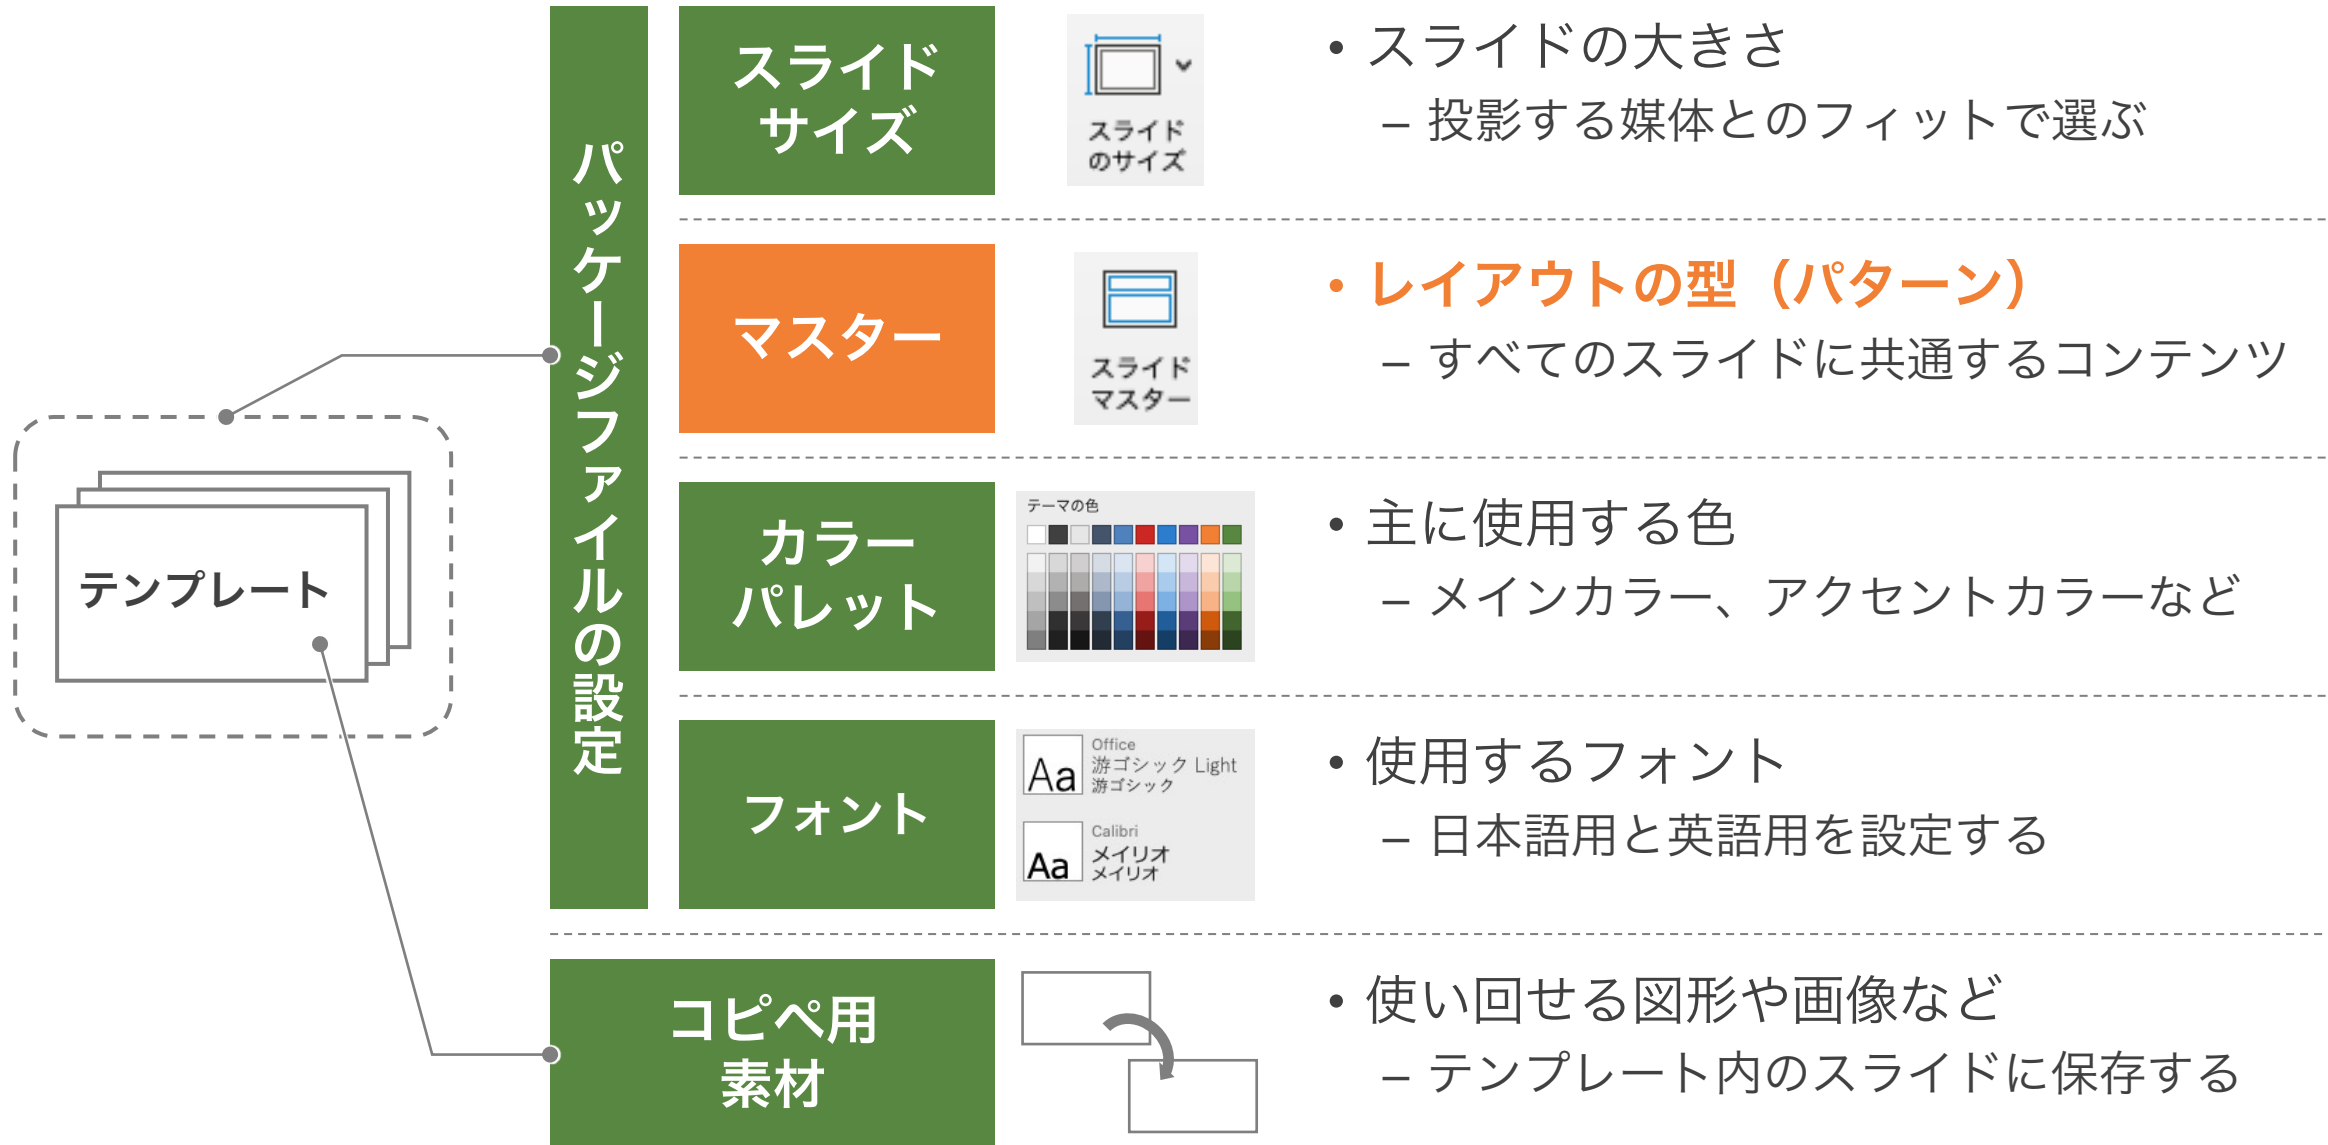 テンプレート
パッケージファイルの設定
スライド
サイズ
スライド
のサイズ
• スライドの大きさ
– 投影する媒体とのフィットで選ぶ
マスター
スライド
マスター
• レイアウトの型（パターン）
– すべてのスライドに共通するコンテンツ
カラー
パレット
テーマの色
• 主に使用する色
– メインカラー、アクセントカラーなど
フォント
Aa
Office
游ゴシック Light
游ゴシック
Aa
Calibri
メイリオ
メイリオ
• 使用するフォント
– 日本語用と英語用を設定する
コピペ用
素材
• 使い回せる図形や画像など
– テンプレート内のスライドに保存する